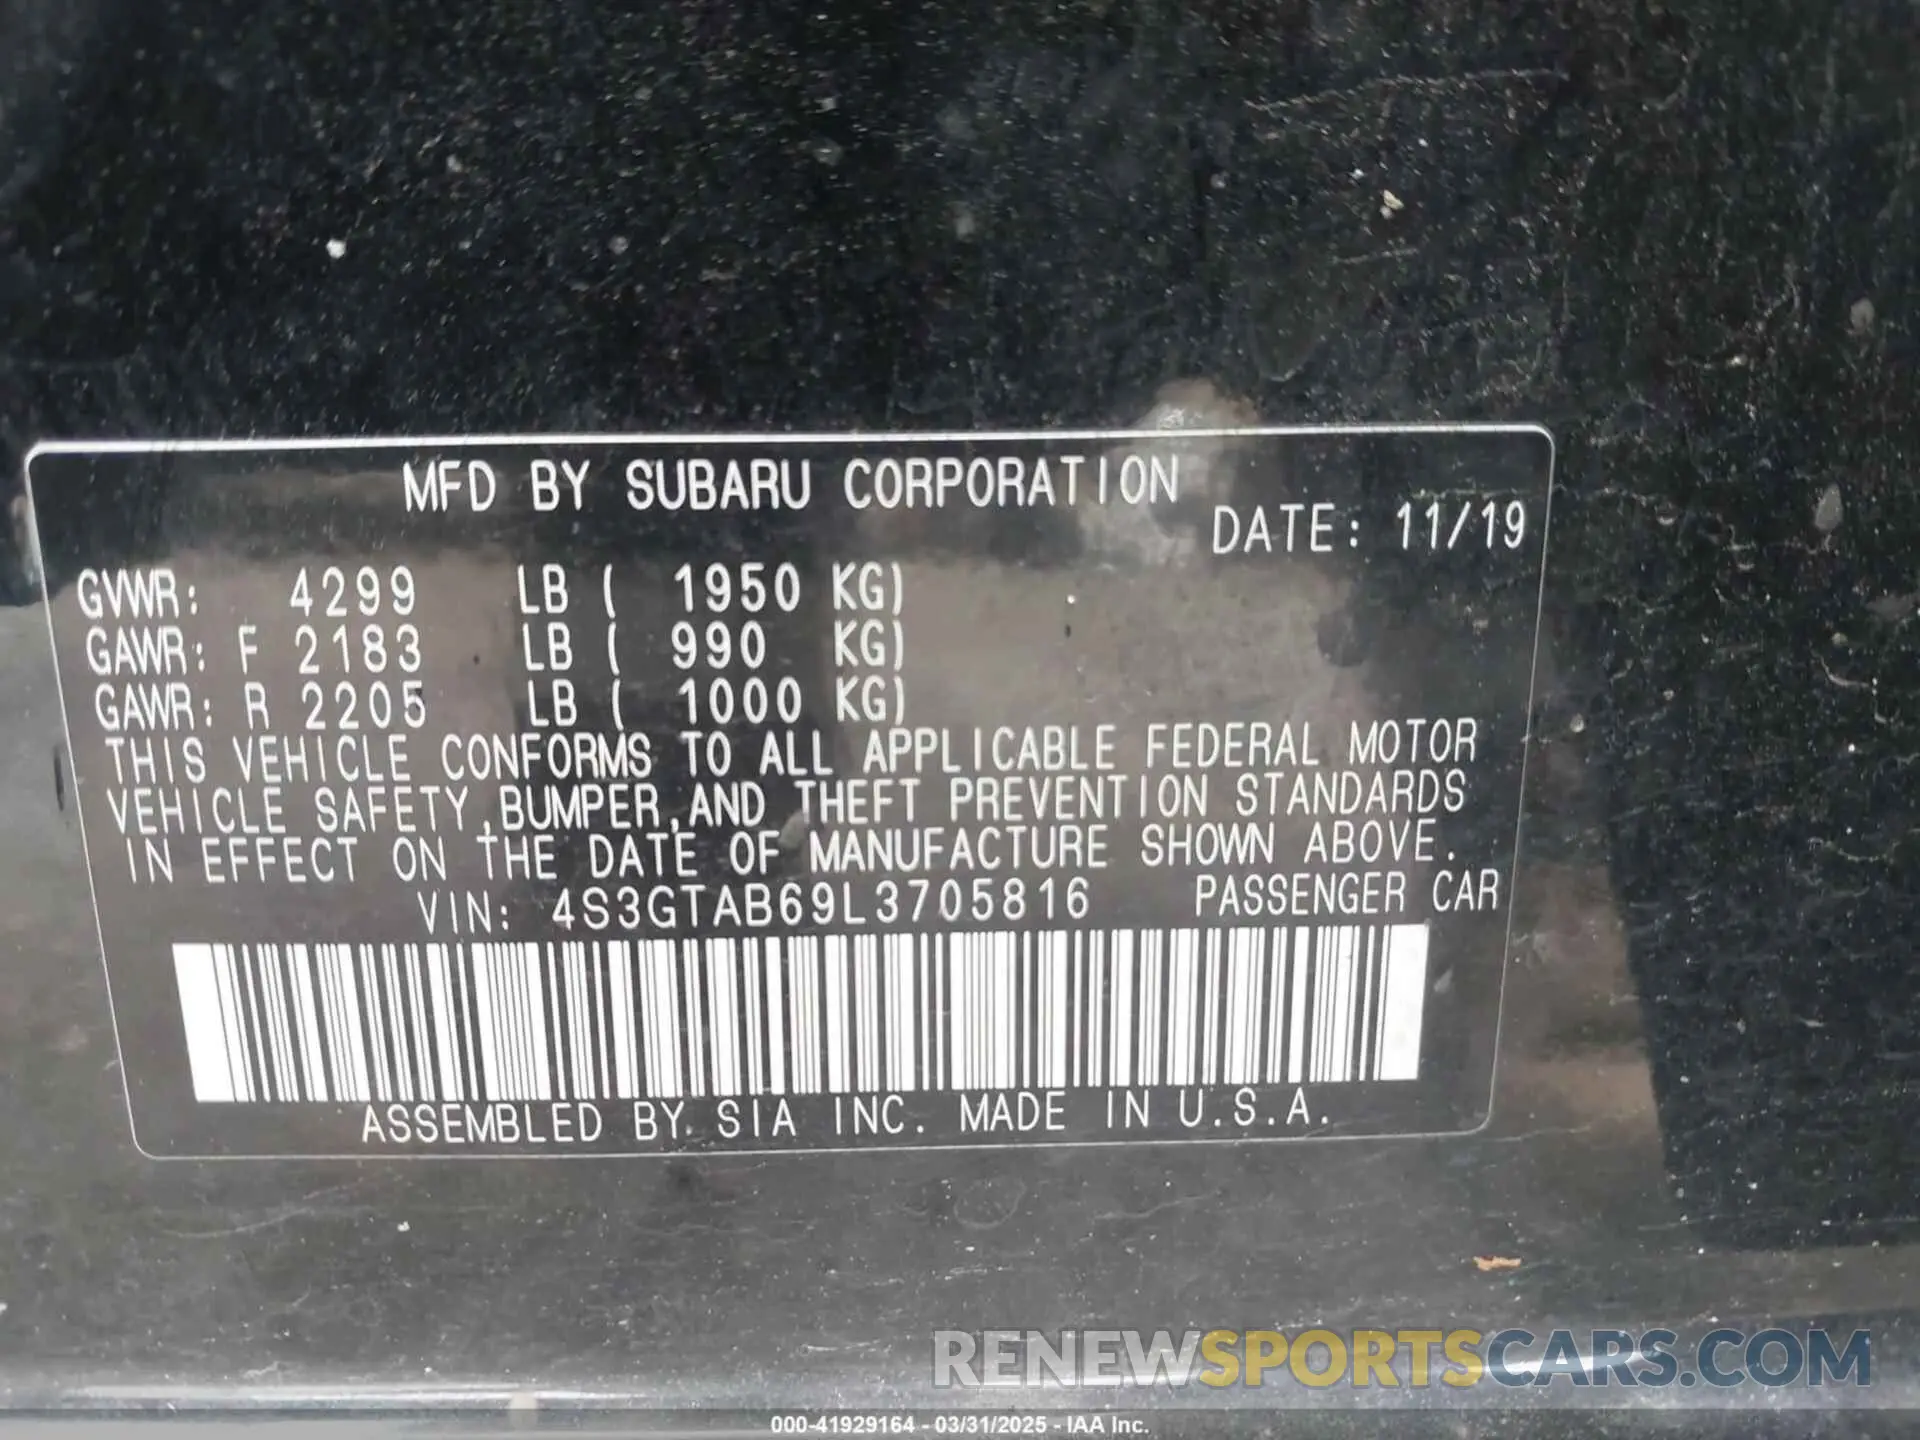 MFD BY SUBARU CORPORATION
DATE: 11/19
GVWR: 4299 LB ( 1950 KG)
GAWR: F 2183 LB ( 990 KG)
GAWR: R 2205 LB ( 1000 KG)
THIS VEHICLE CONFORMS TO ALL APPLICABLE FEDERAL MOTOR
VEHICLE SAFETY,BUMPER,AND THEFT PREVENTION STANDARDS
IN EFFECT ON THE DATE OF MANUFACTURE SHOWN ABOVE.
VIN: 4S3GTAB69L3705816 PASSENGER CAR
ASSEMBLED BY SIA INC. MADE IN U.S.A.
RENEWSPORTSCARS.COM
000-41929164 - 03/31/2025 - IAA Inc.